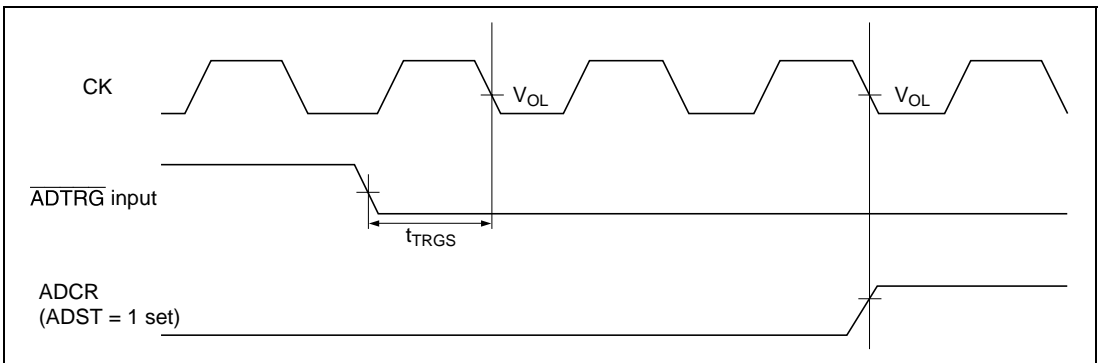 CK
VOL
VOL
ADTRG input
tTRGS
ADCR
(ADST = 1 set)